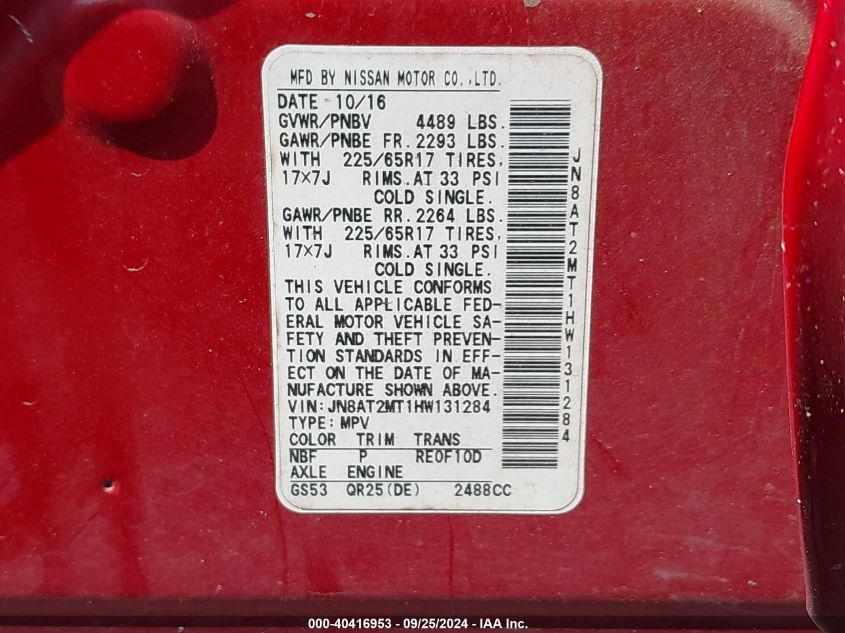 MFD BY NISSAN MOTOR CO.,LTD.
DATE 10/16
GVWR/PNBV 4489 LBS.
GAWR/PNBE FR. 2293 LBS.
WITH 225/65R17 TIRES,
17×7J RIMS.AT 33 PSI
COLD SINGLE.
GAWR/PNBE RR. 2264 LBS.
WITH 225/65R17 TIRES,
17×7J RIMS.AT 33 PSI
COLD SINGLE.
THIS VEHICLE CONFORMS
TO ALL APPLICABLE FED-
ERAL MOTOR VEHICLE SA-
FETY AND THEFT PREVEN-
TION STANDARDS IN EFF-
ECT ON THE DATE OF MA-
NUFACTURE SHOWN ABOVE.
VIN:JN8AT2MT1HW131284
TYPE:MPV
COLOR TRIM TRANS
NBF P RE0F10D
AXLE ENGINE
GS53 QR25(DE) 2488CC
JN8AT2MT1HW131284
000-40416953 - 09/25/2024 - IAA Inc.